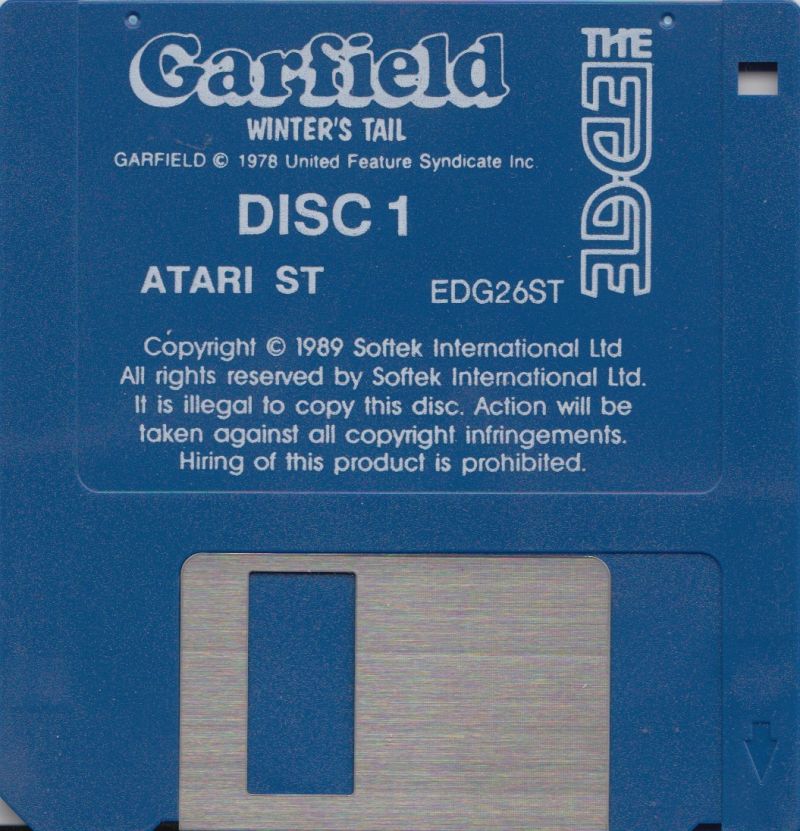 Garfield
WINTER'S TAIL
GARFIELD © 1978 United Feature Syndicate Inc.
THE EDGE
DISC 1
ATARI ST
EDG26ST
Copyright © 1989 Softek International Ltd
All rights reserved by Softek International Ltd.
It is illegal to copy this disc. Action will be
taken against all copyright infringements.
Hiring of this product is prohibited.